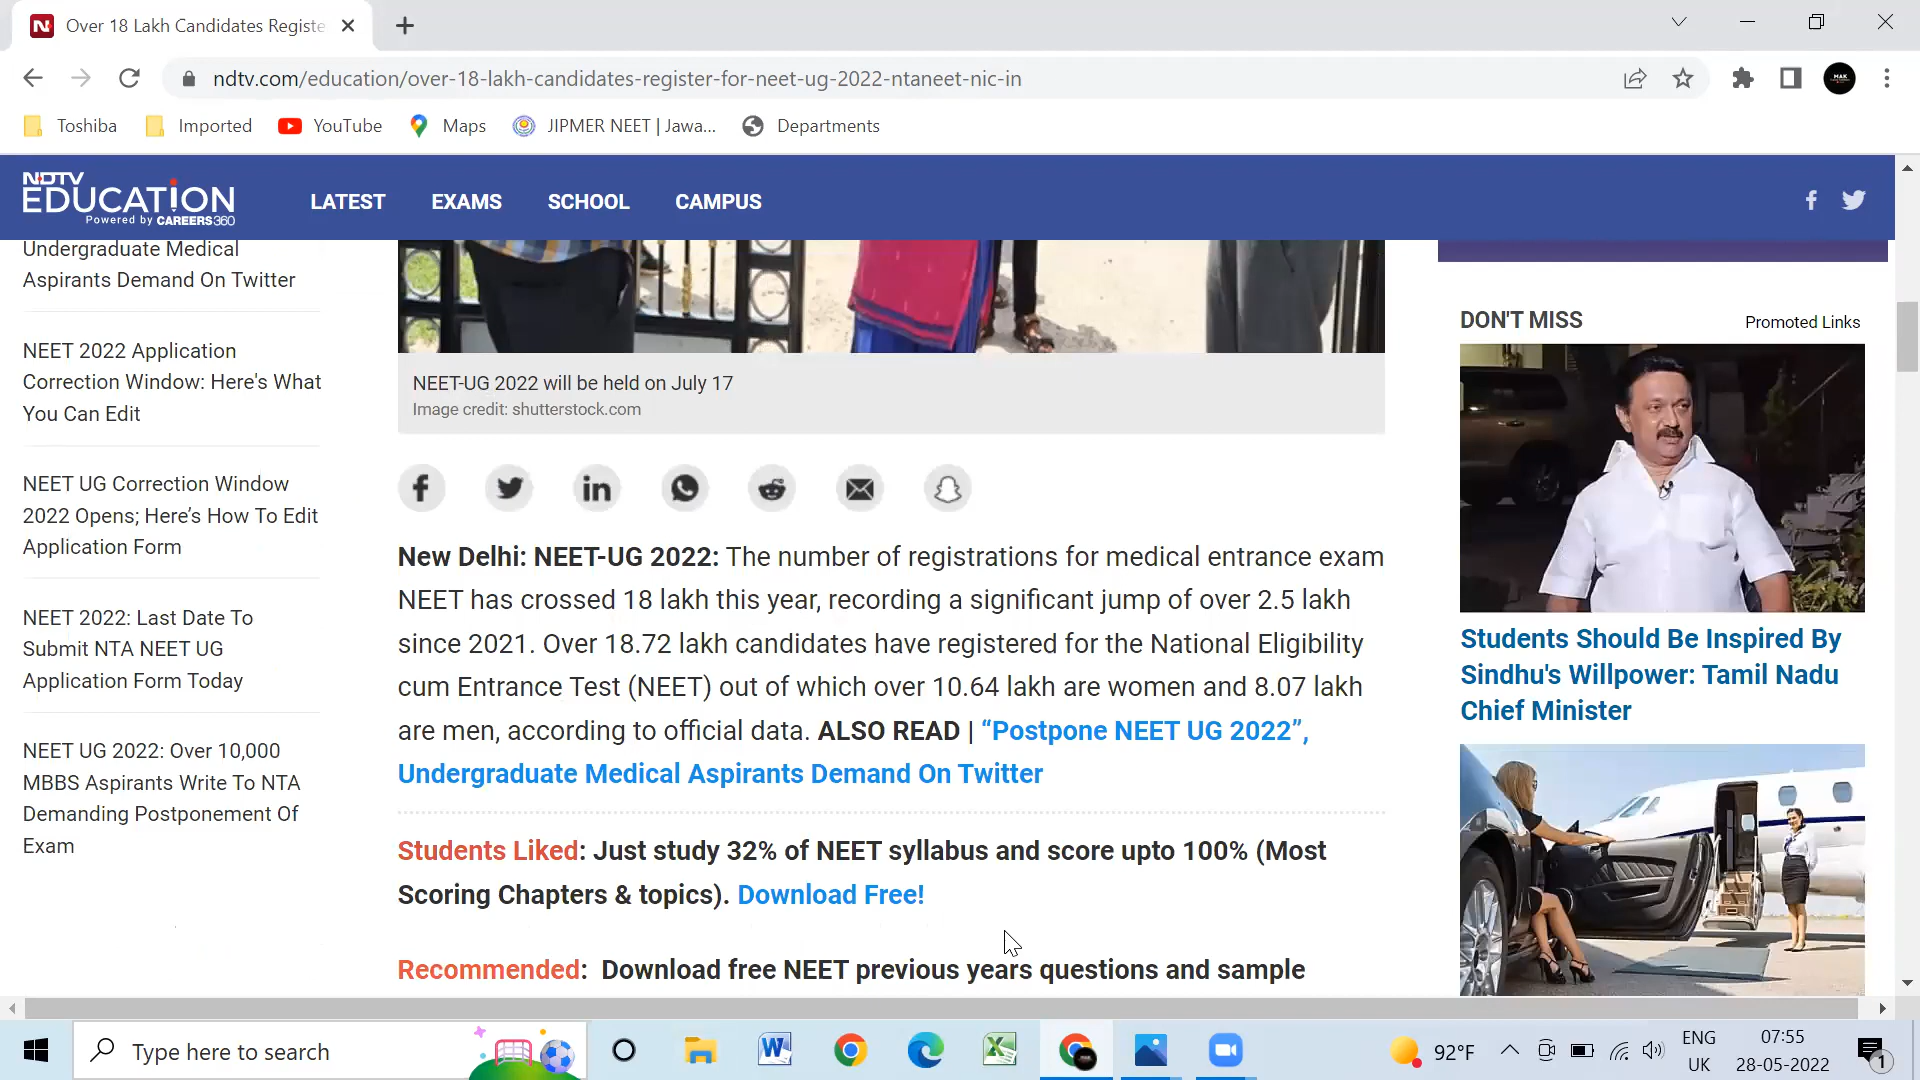 Over 18 Lakh Candidates Registe
ndtv.com/education/over-18-lakh-candidates-register-for-neet-ug-2022-ntaneet-nic-in
MAK
Toshiba
Imported
YouTube
Maps
JIPMER NEET | Jawa...
Departments
NDTV
EDUCATION
Powered by CAREERS360
LATEST
EXAMS
SCHOOL
CAMPUS
Undergraduate Medical
Aspirants Demand On Twitter
NEET 2022 Application
Correction Window: Here's What
You Can Edit
NEET UG Correction Window
2022 Opens; Here’s How To Edit
Application Form
NEET 2022: Last Date To
Submit NTA NEET UG
Application Form Today
NEET UG 2022: Over 10,000
MBBS Aspirants Write To NTA
Demanding Postponement Of
Exam
NEET-UG 2022 will be held on July 17
Image credit: shutterstock.com
New Delhi: NEET-UG 2022: The number of registrations for medical entrance exam
NEET has crossed 18 lakh this year, recording a significant jump of over 2.5 lakh
since 2021. Over 18.72 lakh candidates have registered for the National Eligibility
cum Entrance Test (NEET) out of which over 10.64 lakh are women and 8.07 lakh
are men, according to official data. ALSO READ | “Postpone NEET UG 2022”,
Undergraduate Medical Aspirants Demand On Twitter
Students Liked: Just study 32% of NEET syllabus and score upto 100% (Most
Scoring Chapters & topics). Download Free!
Recommended: Download free NEET previous years questions and sample
DON'T MISS
Promoted Links
Students Should Be Inspired By
Sindhu's Willpower: Tamil Nadu
Chief Minister
Type here to search
92°F
ENG
UK
07:55
28-05-2022
1